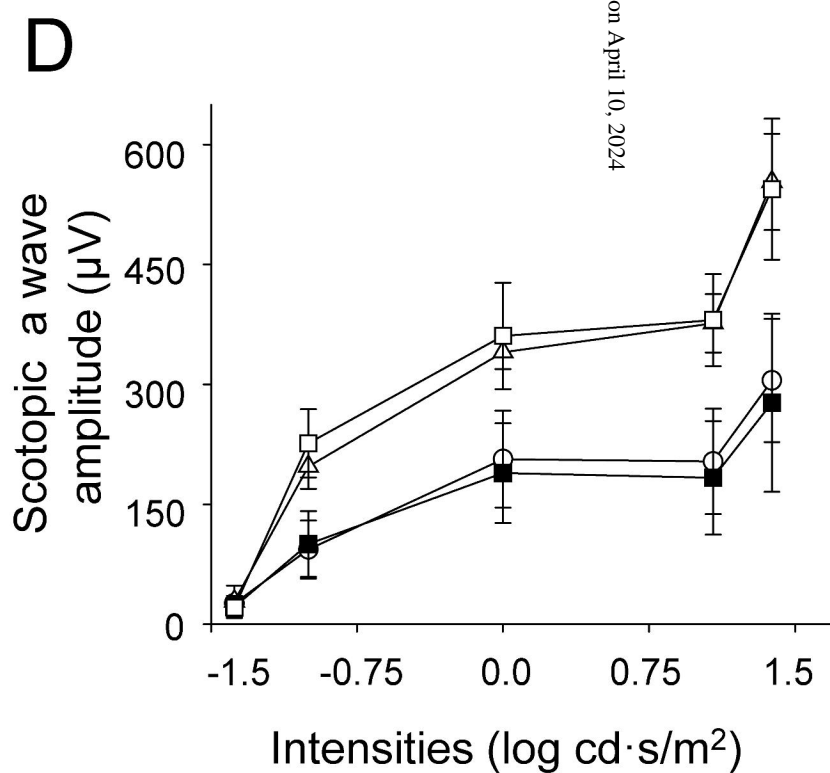 D
on April 10, 2024
Scotopic a wave
amplitude (µV)
600
450
300
150
0
-1.5 -0.75 0.0 0.75 1.5
Intensities (log cd·s/m²)